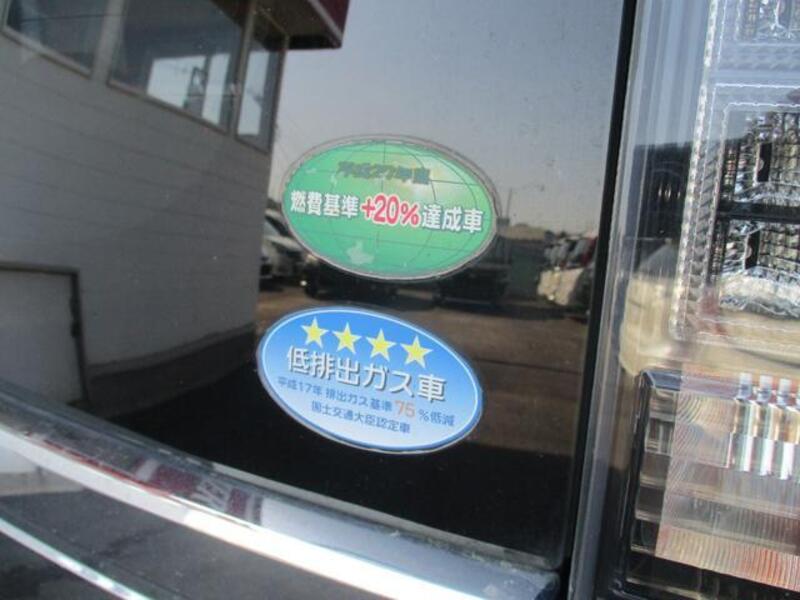 平成27年度
燃費基準+20%達成車
低排出ガス車
平成17年 排出ガス基準75%低減
国土交通大臣認定車